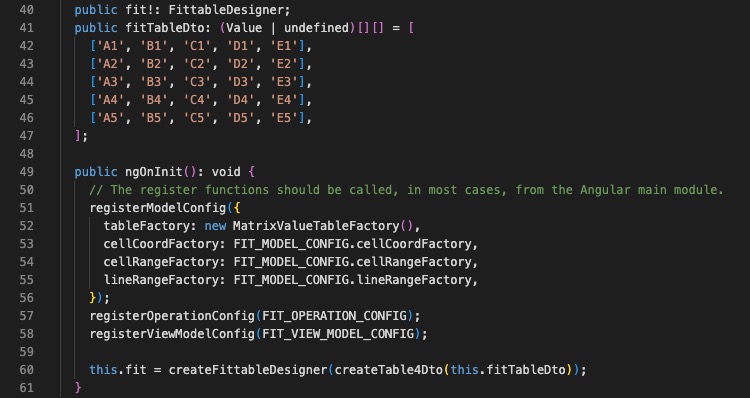 40 public fit!: FittableDesigner;
41 public fitTableDto: (Value | undefined)[][] = [
42 ['A1', 'B1', 'C1', 'D1', 'E1'],
43 ['A2', 'B2', 'C2', 'D2', 'E2'],
44 ['A3', 'B3', 'C3', 'D3', 'E3'],
45 ['A4', 'B4', 'C4', 'D4', 'E4'],
46 ['A5', 'B5', 'C5', 'D5', 'E5'],
47 ];
48
49 public ngOnInit(): void {
50 // The register functions should be called, in most cases, from the Angular main module.
51 registerModelConfig({
52 tableFactory: new MatrixValueTableFactory(),
53 cellCoordFactory: FIT_MODEL_CONFIG.cellCoordFactory,
54 cellRangeFactory: FIT_MODEL_CONFIG.cellRangeFactory,
55 lineRangeFactory: FIT_MODEL_CONFIG.lineRangeFactory,
56 });
57 registerOperationConfig(FIT_OPERATION_CONFIG);
58 registerViewModelConfig(FIT_VIEW_MODEL_CONFIG);
59
60 this.fit = createFittableDesigner(createTable4Dto(this.fitTableDto));
61 }